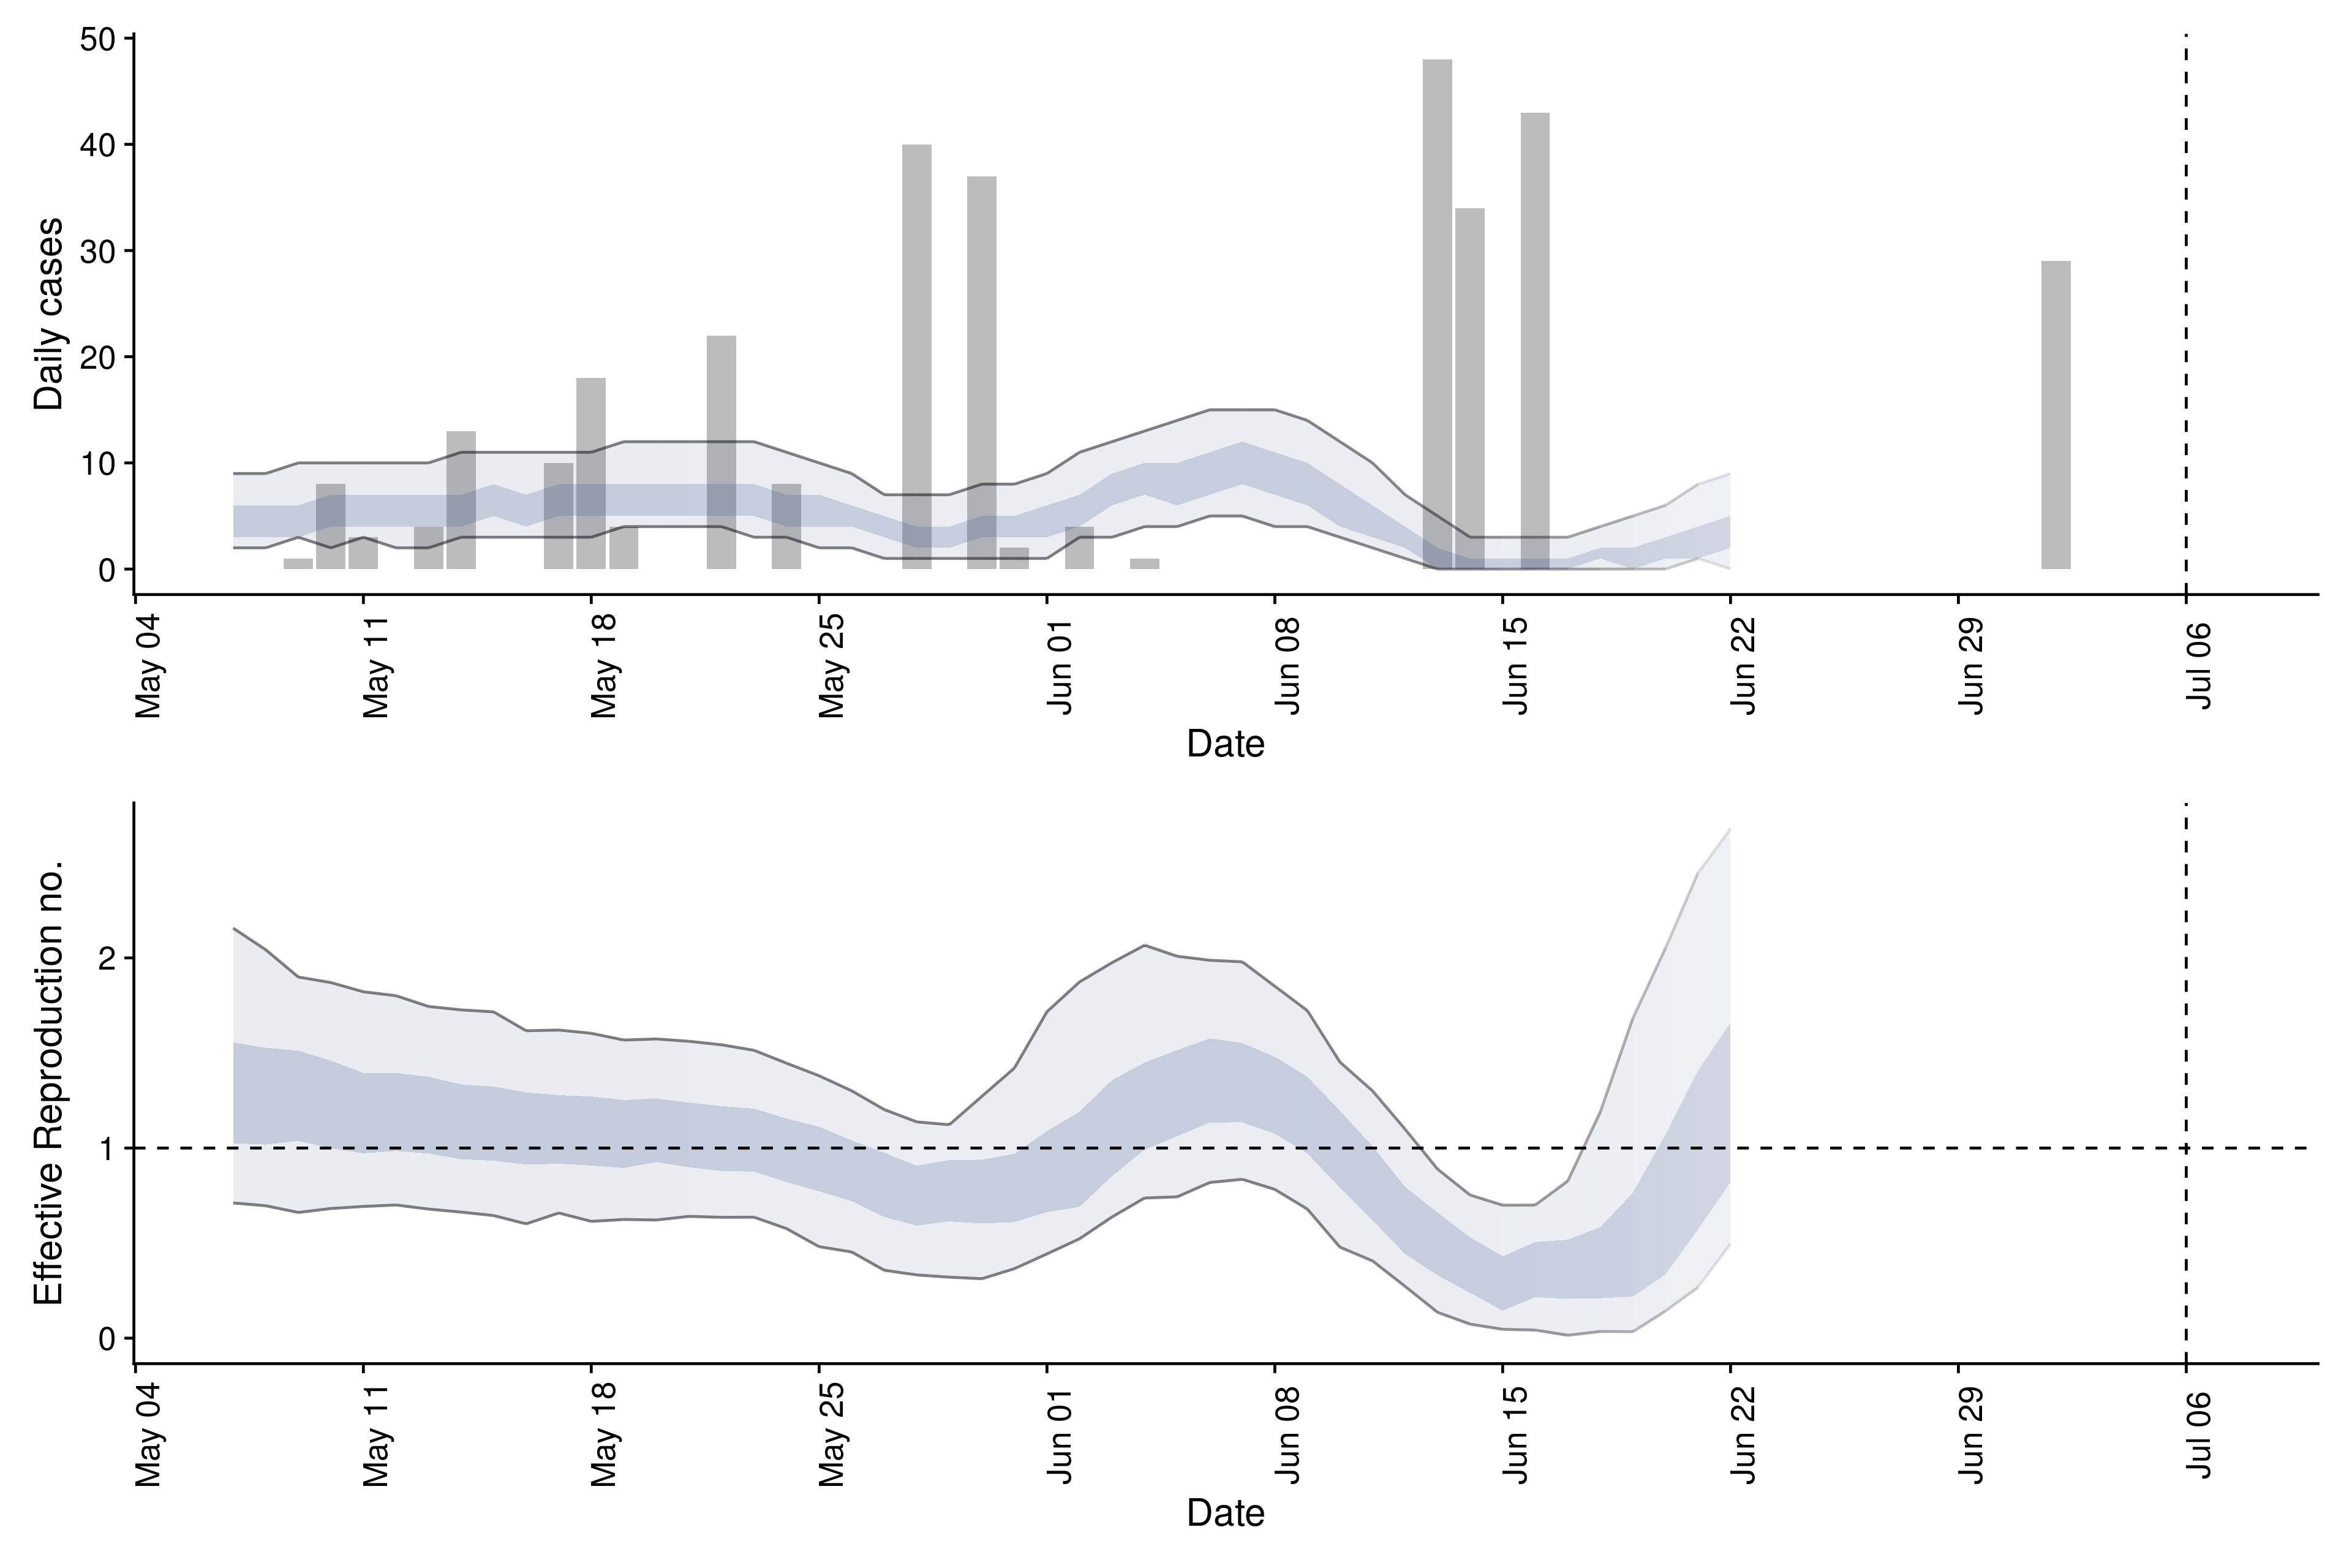 50
40
30
20
10
0
Daily cases
May 04
May 11
May 18
May 25
Jun 01
Jun 08
Jun 15
Jun 22
Jun 29
Jul 06
Date
2
1
0
Effective Reproduction no.
May 04
May 11
May 18
May 25
Jun 01
Jun 08
Jun 15
Jun 22
Jun 29
Jul 06
Date